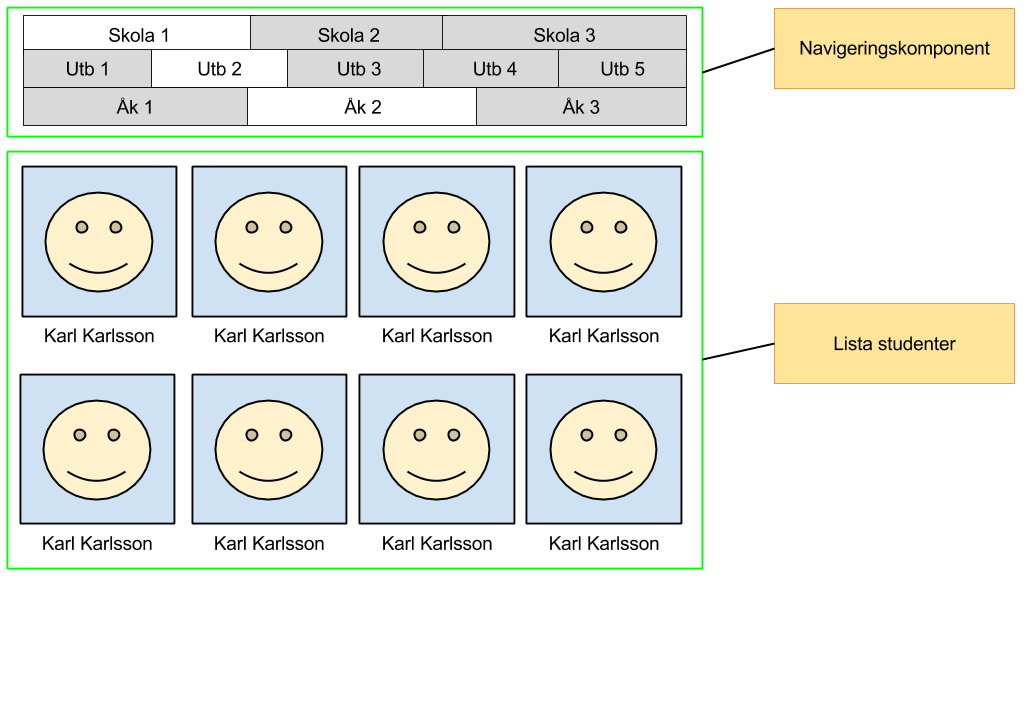 Skola 1 Skola 2 Skola 3
Utb 1 Utb 2 Utb 3 Utb 4 Utb 5
Åk 1 Åk 2 Åk 3
Navigeringskomponent
Karl Karlsson Karl Karlsson Karl Karlsson Karl Karlsson
Lista studenter
Karl Karlsson Karl Karlsson Karl Karlsson Karl Karlsson